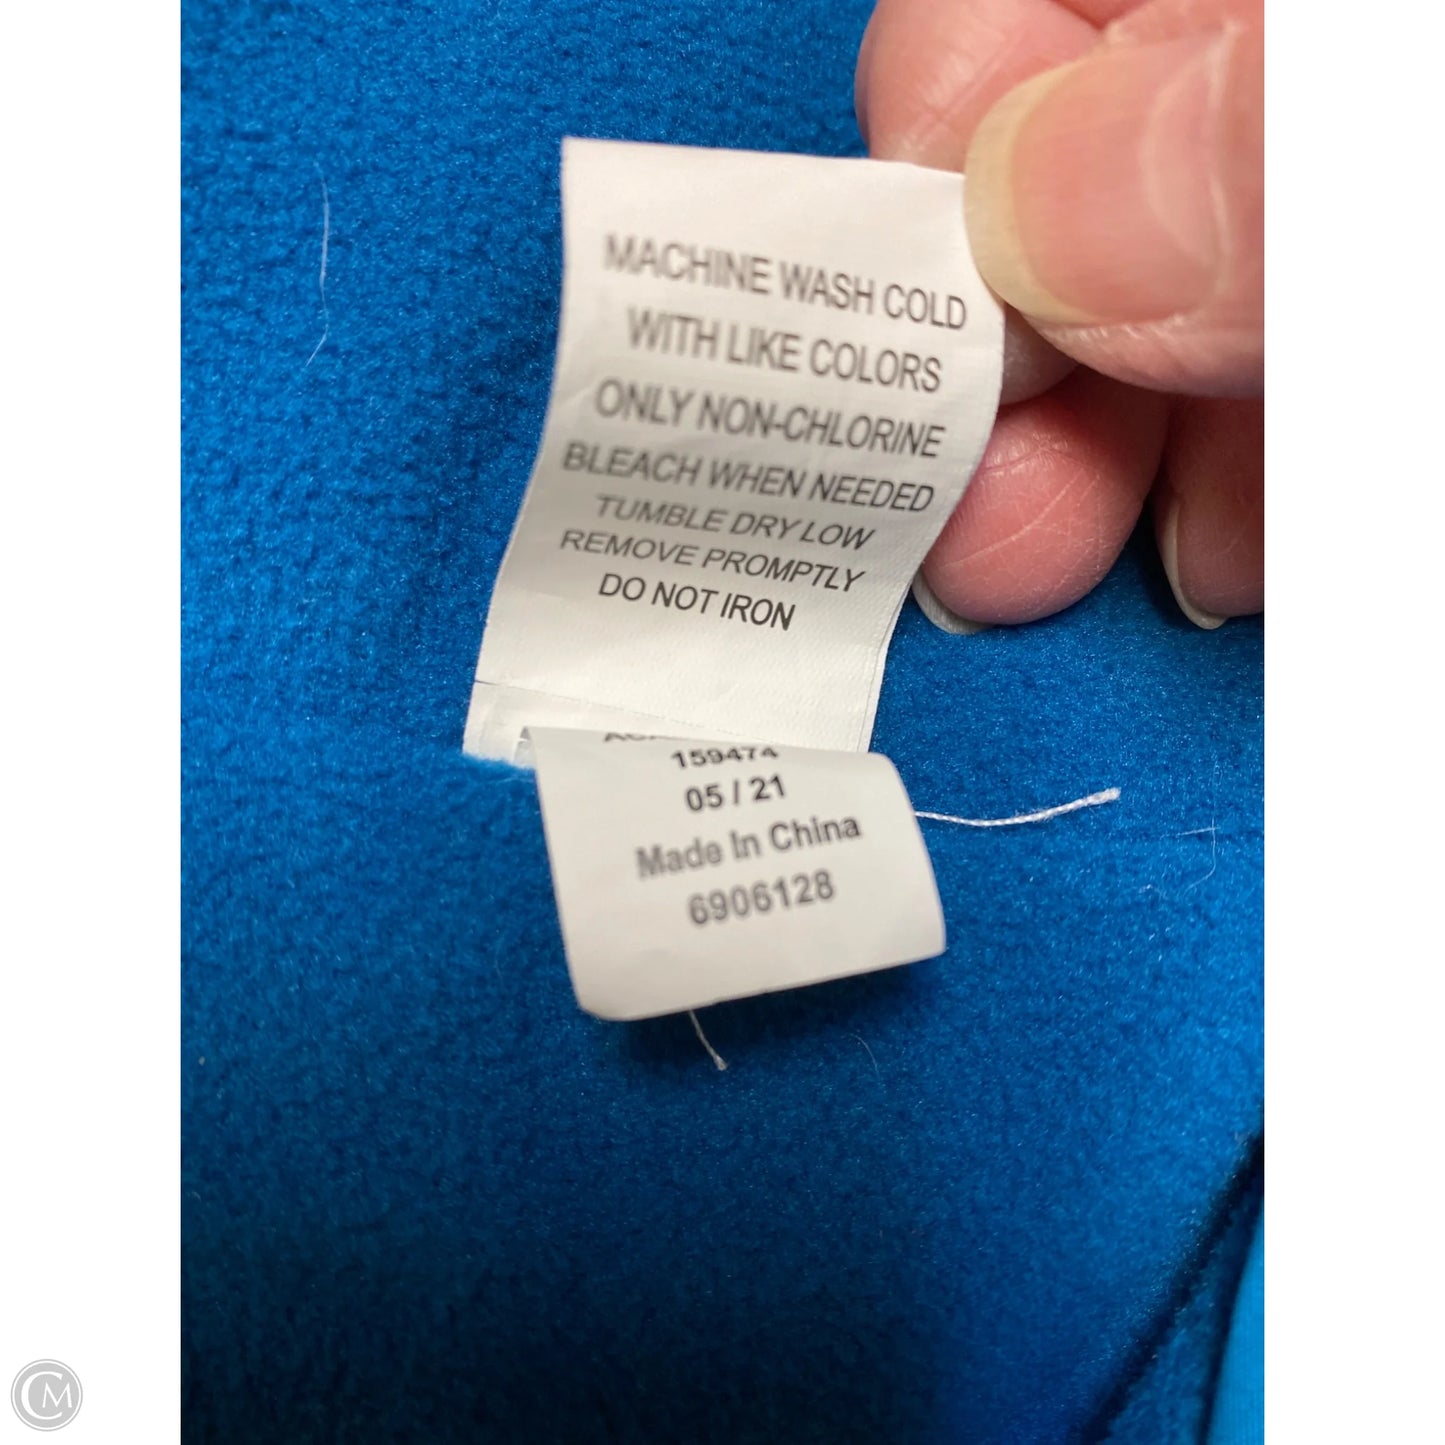 MACHINE WASH COLD
WITH LIKE COLORS
ONLY NON-CHLORINE
BLEACH WHEN NEEDED
TUMBLE DRY LOW
REMOVE PROMPTLY
DO NOT IRON
159474
05 / 21
Made In China
6906128
CM